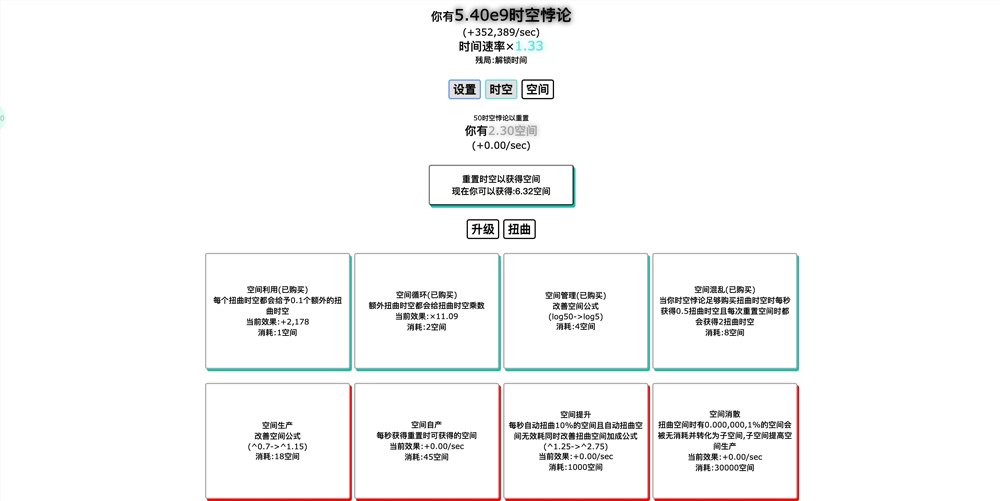 你有5.40e9时空悖论
(+352,389/sec)
时间速率×1.33
残局:解锁时间
设置 时空 空间
0
50时空悖论以重置
你有2.30空间
(+0.00/sec)
重置时空以获得空间
现在你可以获得:6.32空间
升级 扭曲
空间利用(已购买)
每个扭曲时空都会给予0.1个额外的扭
曲时空
当前效果:+2,178
消耗:1空间
空间循环(已购买)
额外扭曲时空都会给扭曲时空乘数
当前效果:×11.09
消耗:2空间
空间管理(已购买)
改善空间公式
(log50->log5)
消耗:4空间
空间混乱(已购买)
当你时空悖论足够购买扭曲时空时每秒
获得0.5扭曲时空且每次重置空间时都
会获得2扭曲时空
消耗:8空间
空间生产
改善空间公式
(^0.7->^1.15)
消耗:18空间
空间自产
每秒获得重置时可获得的空间
当前效果:+0.00/sec
消耗:45空间
空间提升
每秒自动扭曲10%的空间且自动扭曲空
间无效耗同时改善扭曲空间加成公式
(^1.25->^2.75)
当前效果:+0.00/sec
消耗:1000空间
空间消散
扭曲空间时有0.000,000,1%的空间会
被无消耗并转化为子空间,子空间提高空
间生产
当前效果:+0.00/sec
消耗:30000空间